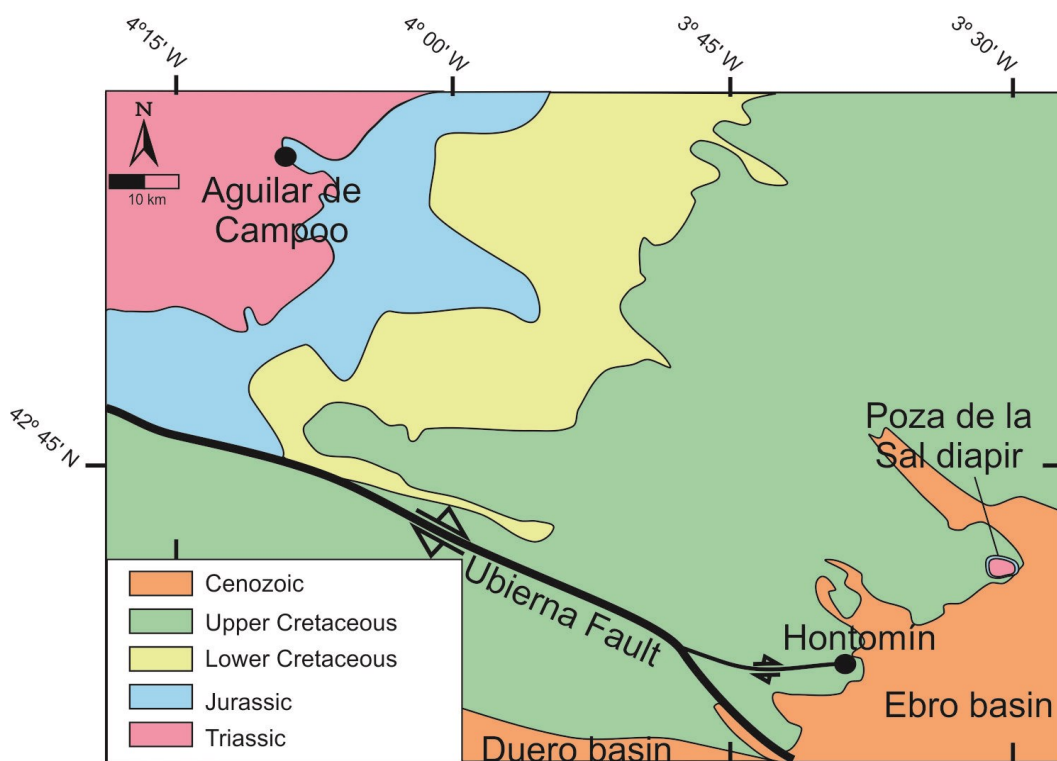 4° 15' W
4° 00' W
3° 45' W
3° 30' W
N
10 km
Aguilar de
Campoo
42° 45' N
Poza de la
Sal diapir
Ubierna Fault
Hontomín
Ebro basin
Duero basin
Cenozoic
Upper Cretaceous
Lower Cretaceous
Jurassic
Triassic